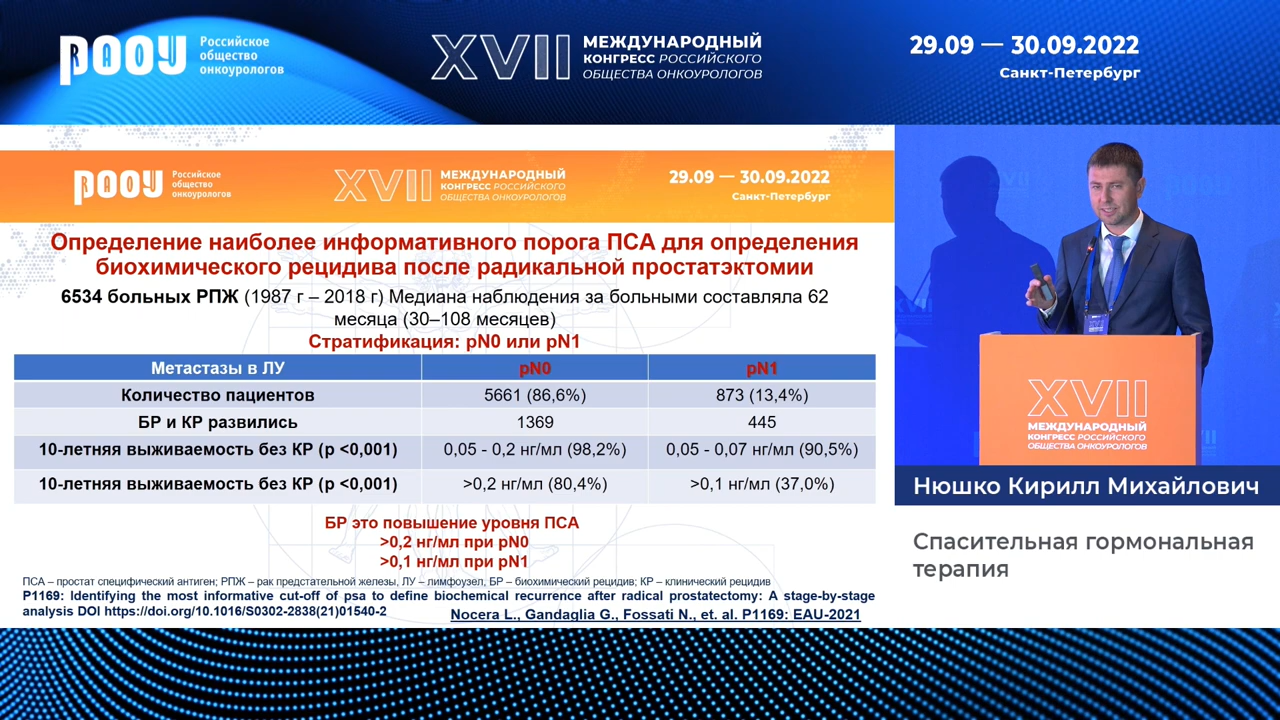 РООУ
Российское
общество
онкоурологов
XVII
МЕЖДУНАРОДНЫЙ
КОНГРЕСС РОССИЙСКОГО
ОБЩЕСТВА ОНКОУРОЛОГОВ
29.09 — 30.09.2022
Санкт-Петербург
РООУ
Российское
общество
онкоурологов
XVII
МЕЖДУНАРОДНЫЙ
КОНГРЕСС РОССИЙСКОГО
ОБЩЕСТВА ОНКОУРОЛОГОВ
29.09 — 30.09.2022
Санкт-Петербург
Определение наиболее информативного порога ПСА для определения
биохимического рецидива после радикальной простатэктомии
6534 больных РПЖ (1987 г – 2018 г) Медиана наблюдения за больными составляла 62
месяца (30–108 месяцев)
Стратификация: pN0 или pN1
Метастазы в ЛУ pN0 pN1
Количество пациентов 5661 (86,6%) 873 (13,4%)
БР и КР развились 1369 445
10-летняя выживаемость без КР (p <0,001) 0,05 - 0,2 нг/мл (98,2%) 0,05 - 0,07 нг/мл (90,5%)
10-летняя выживаемость без КР (p <0,001) >0,2 нг/мл (80,4%) >0,1 нг/мл (37,0%)
БР это повышение уровня ПСА
>0,2 нг/мл при pN0
>0,1 нг/мл при pN1
ПСА – простат специфический антиген; РПЖ – рак предстательной железы, ЛУ – лимфоузел, БР – биохимический рецидив; КР – клинический рецидив
P1169: Identifying the most informative cut-off of psa to define biochemical recurrence after radical prostatectomy: A stage-by-stage
analysis DOI https://doi.org/10.1016/S0302-2838(21)01540-2
Nocera L., Gandaglia G., Fossati N., et. al. P1169: EAU-2021
XVII
МЕЖДУНАРОДНЫЙ
КОНГРЕСС РОССИЙСКОГО
ОБЩЕСТВА ОНКОУРОЛОГОВ
Нюшко Кирилл Михайлович
Спасительная гормональная
терапия